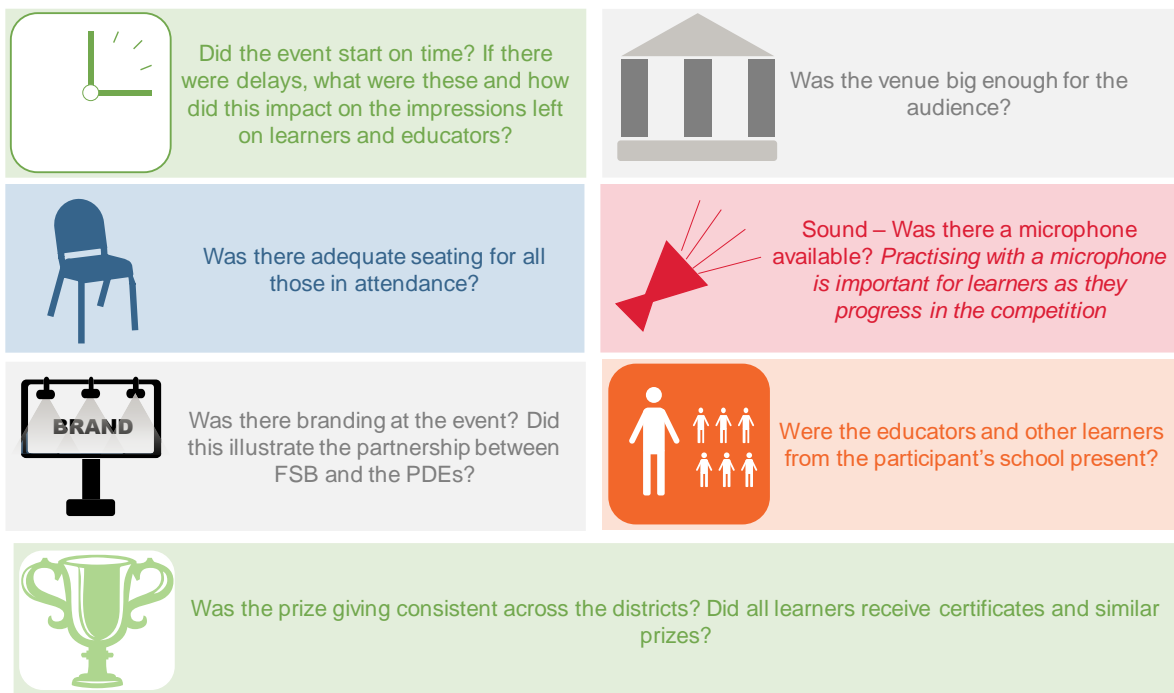 Did the event start on time? If there
were delays, what were these and how
did this impact on the impressions left
on learners and educators?
Was the venue big enough for the
audience?
Was there adequate seating for all
those in attendance?
Sound – Was there a microphone
available? Practising with a microphone
is important for learners as they
progress in the competition
BRAND
Was there branding at the event? Did
this illustrate the partnership between
FSB and the PDEs?
Were the educators and other learners
from the participant’s school present?
Was the prize giving consistent across the districts? Did all learners receive certificates and similar
prizes?